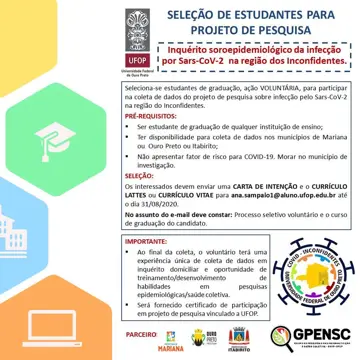 SELEÇÃO DE ESTUDANTES PARA
PROJETO DE PESQUISA
UFOP
Universidade Federal
de Ouro Preto
Inquérito soroepidemiológico da infecção
por Sars-CoV-2 na região dos Inconfidentes.
Seleciona-se estudantes de graduação, ação VOLUNTÁRIA, para participar
na coleta de dados do projeto de pesquisa sobre infecção pelo Sars-CoV-2
na região do Inconfidentes.
PRÉ-REQUISITOS:
• Ser estudante de graduação de qualquer instituição de ensino;
• Ter disponibilidade para coleta de dados nos municípios de Mariana
ou Ouro Preto ou Itabirito;
• Não apresentar fator de risco para COVID-19. Morar no município de
investigação.
SELEÇÃO:
Os interessados devem enviar uma CARTA DE INTENÇÃO e o CURRÍCULO
LATTES ou CURRÍCULO VITAE para ana.sampaio1@aluno.ufop.edu.br até
o dia 31/08/2020.
No assunto do e-mail deve constar: Processo seletivo voluntário e o curso
de graduação do candidato.
IMPORTANTE:
• Ao final da coleta, o voluntário terá uma
experiência única de coleta de dados em
inquérito domiciliar e oportunidade de
treinamento/desenvolvimento de
habilidades em pesquisas
epidemiológicas/saúde coletiva.
• Será fornecido certificado de participação
em projeto de pesquisa vinculado a UFOP.
COVID-INCONFIDENTES
UNIVERSIDADE FEDERAL DE OURO PRETO
PARCEIRO
MARIANA
OURO
PRETO
ITABIRITO
GPENSC